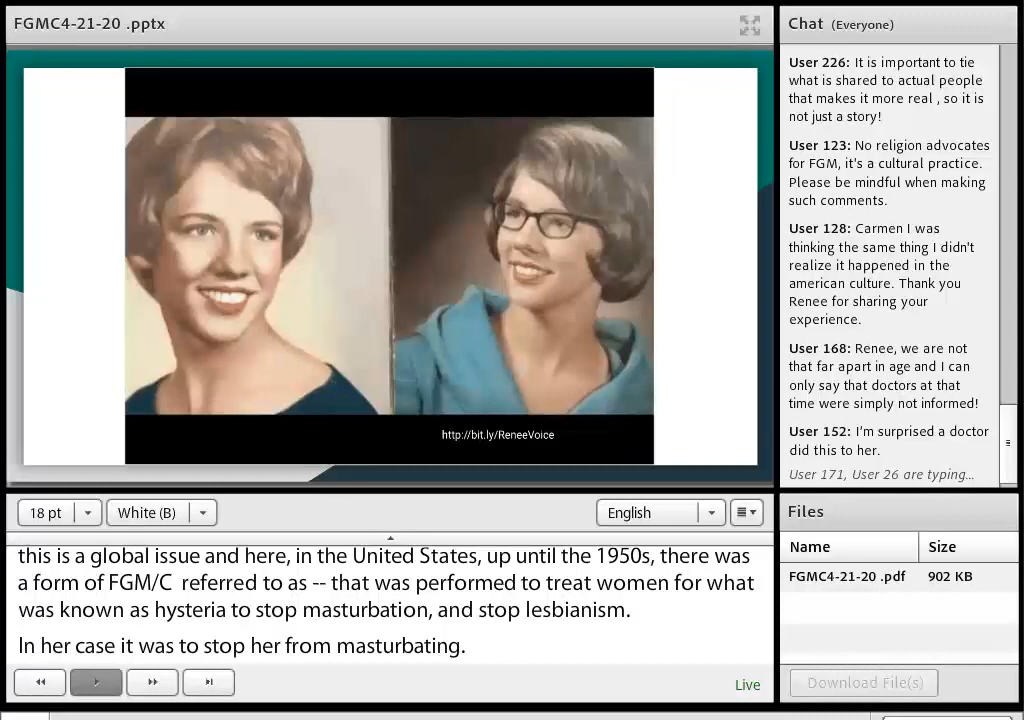 FGMC4-21-20 .pptx
http://bit.ly/ReneeVoice
18 pt
White (B)
English
this is a global issue and here, in the United States, up until the 1950s, there was
a form of FGM/C  referred to as -- that was performed to treat women for what
was known as hysteria to stop masturbation, and stop lesbianism.
In her case it was to stop her from masturbating.
Live
Chat (Everyone)
User 226: It is important to tie
what is shared to actual people
that makes it more real , so it is
not just a story!
User 123: No religion advocates
for FGM, it's a cultural practice.
Please be mindful when making
such comments.
User 128: Carmen I was
thinking the same thing I didn't
realize it happened in the
american culture. Thank you
Renee for sharing your
experience.
User 168: Renee, we are not
that far apart in age and I can
only say that doctors at that
time were simply not informed!
User 152: I'm surprised a doctor
did this to her.
User 171, User 26 are typing...
Files
Name Size
FGMC4-21-20 .pdf 902 KB
Download File(s)